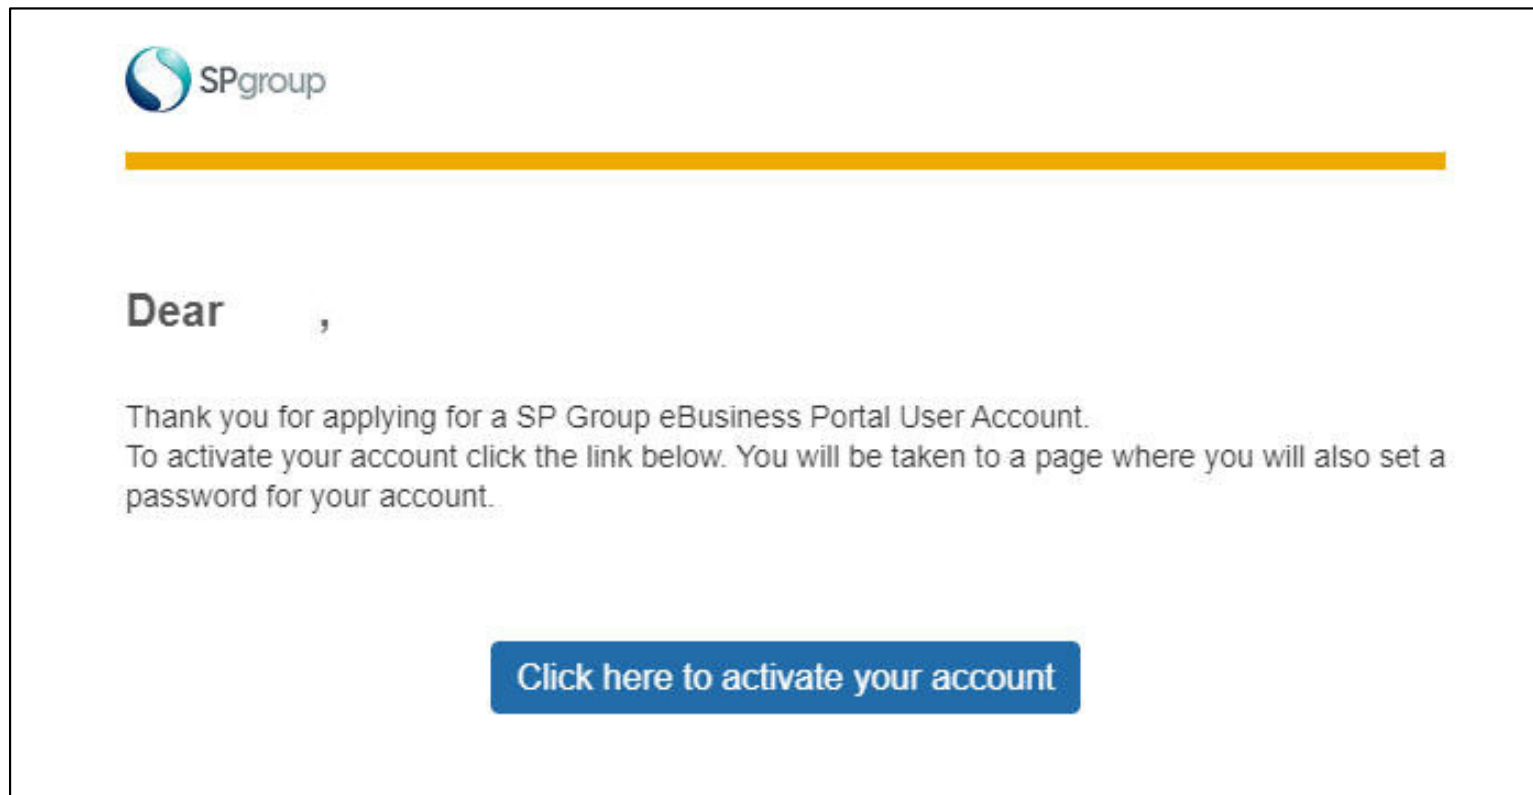 SPgroup
Dear ,
Thank you for applying for a SP Group eBusiness Portal User Account.
To activate your account click the link below. You will be taken to a page where you will also set a
password for your account.
Click here to activate your account